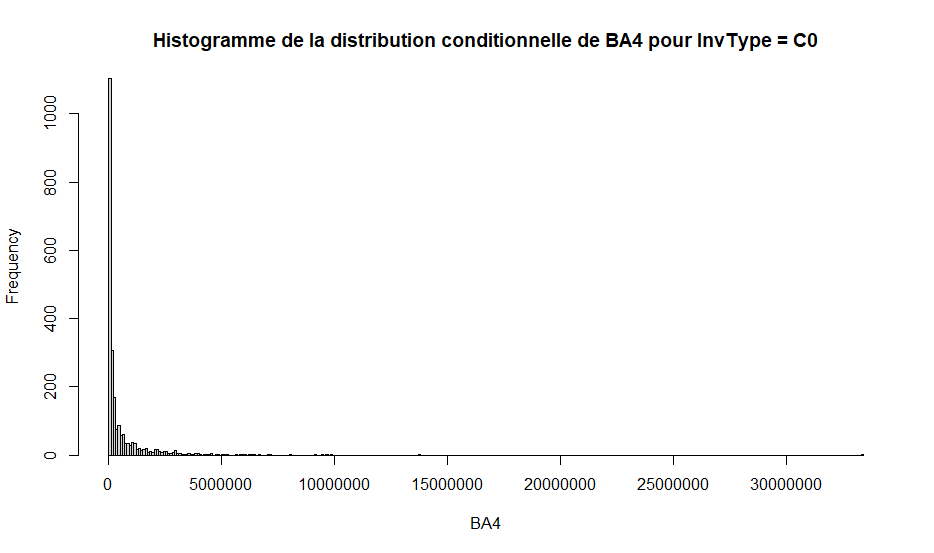 Histogramme de la distribution conditionnelle de BA4 pour InvType = C0
Frequency
1000
800
600
400
200
0
0 5000000 10000000 15000000 20000000 25000000 30000000
BA4